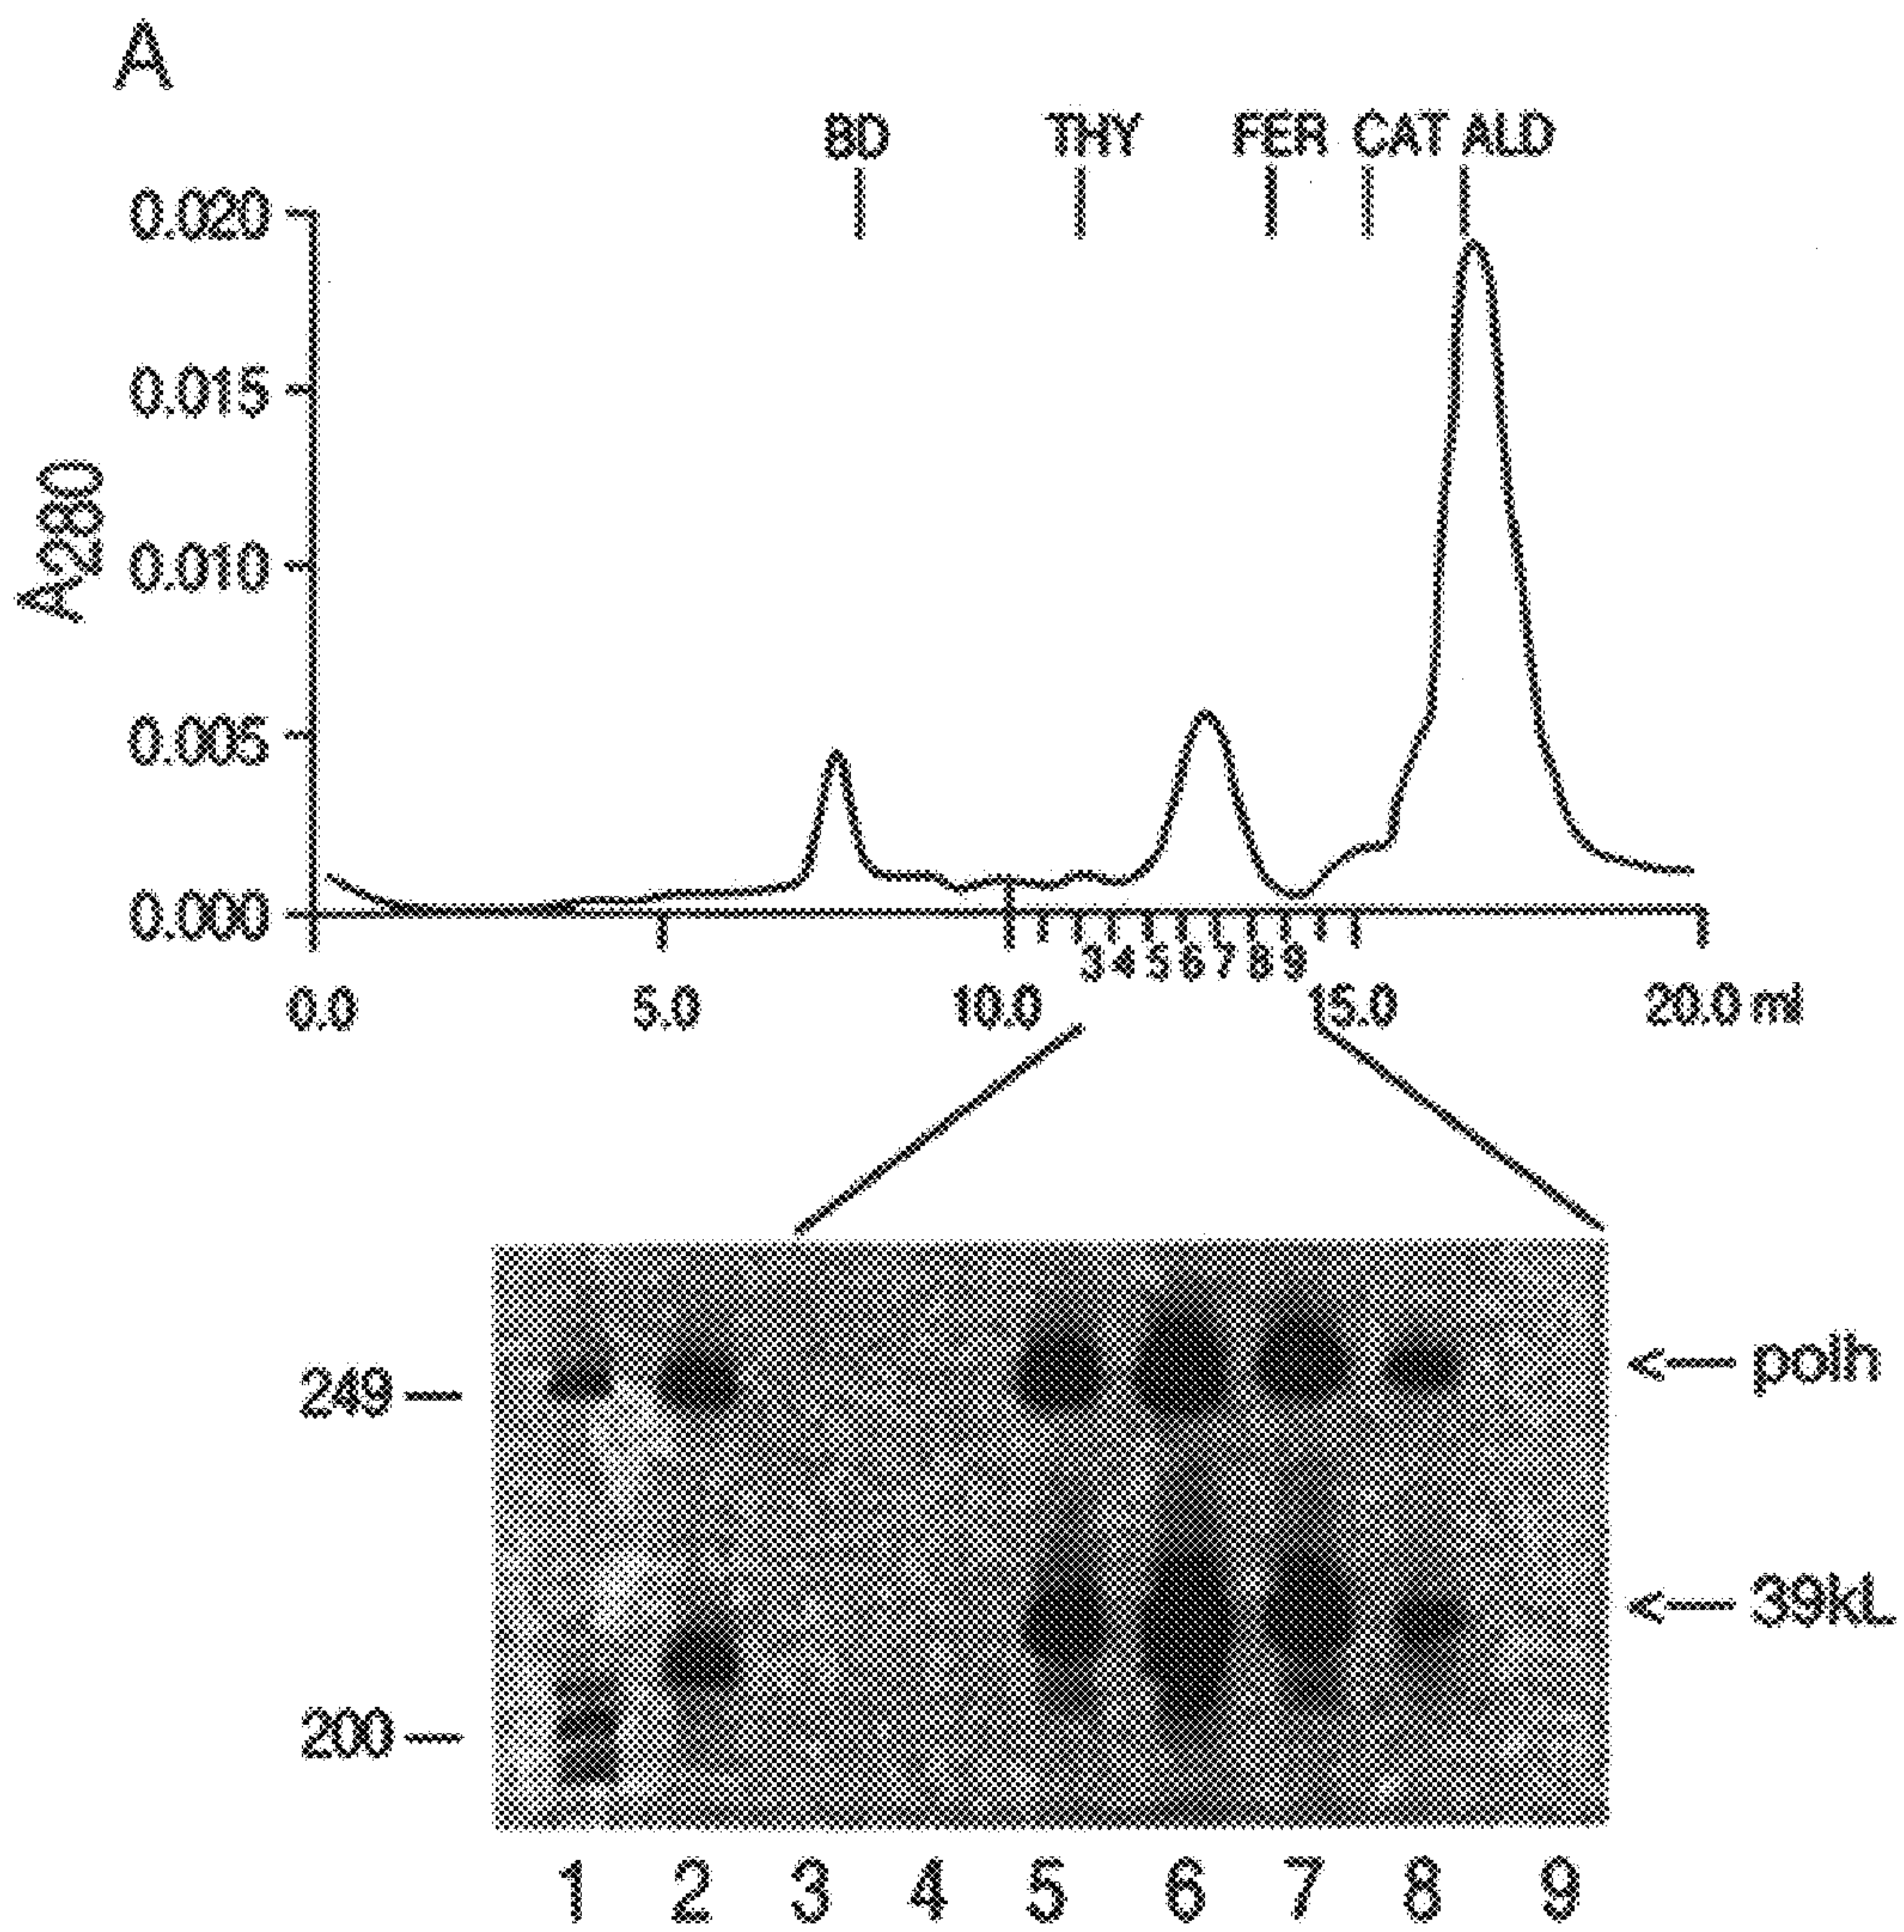 A
BD THY FER CAT ALD
0.020
0.015
0.010
0.005
0.000
A280
3 4 5 6 7 8 9
0.0 5.0 10.0 15.0 20.0 ml
249
200
polh
39kL
1 2 3 4 5 6 7 8 9